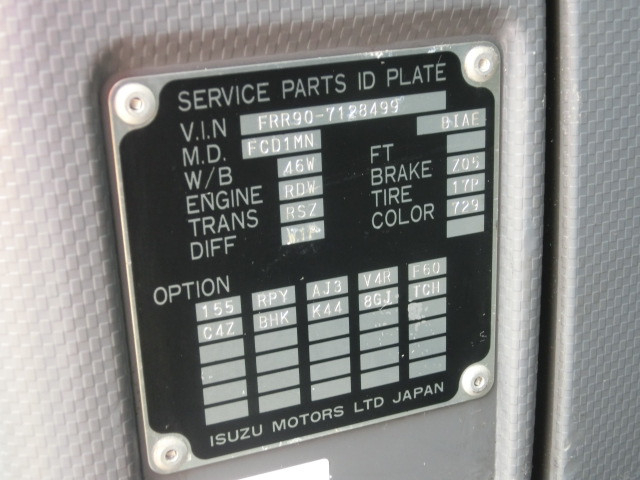 SERVICE PARTS ID PLATE
V.I.N FRR90-7128499
M.D. FCD1MN BIAE
W/B 46W FT
ENGINE RDW BRAKE Z05
TRANS RSZ TIRE 17P
DIFF COLOR 729
OPTION
155 RPY AJ3 V4R F60
C4Z BHK K44 8GJ TCH
ISUZU MOTORS LTD JAPAN